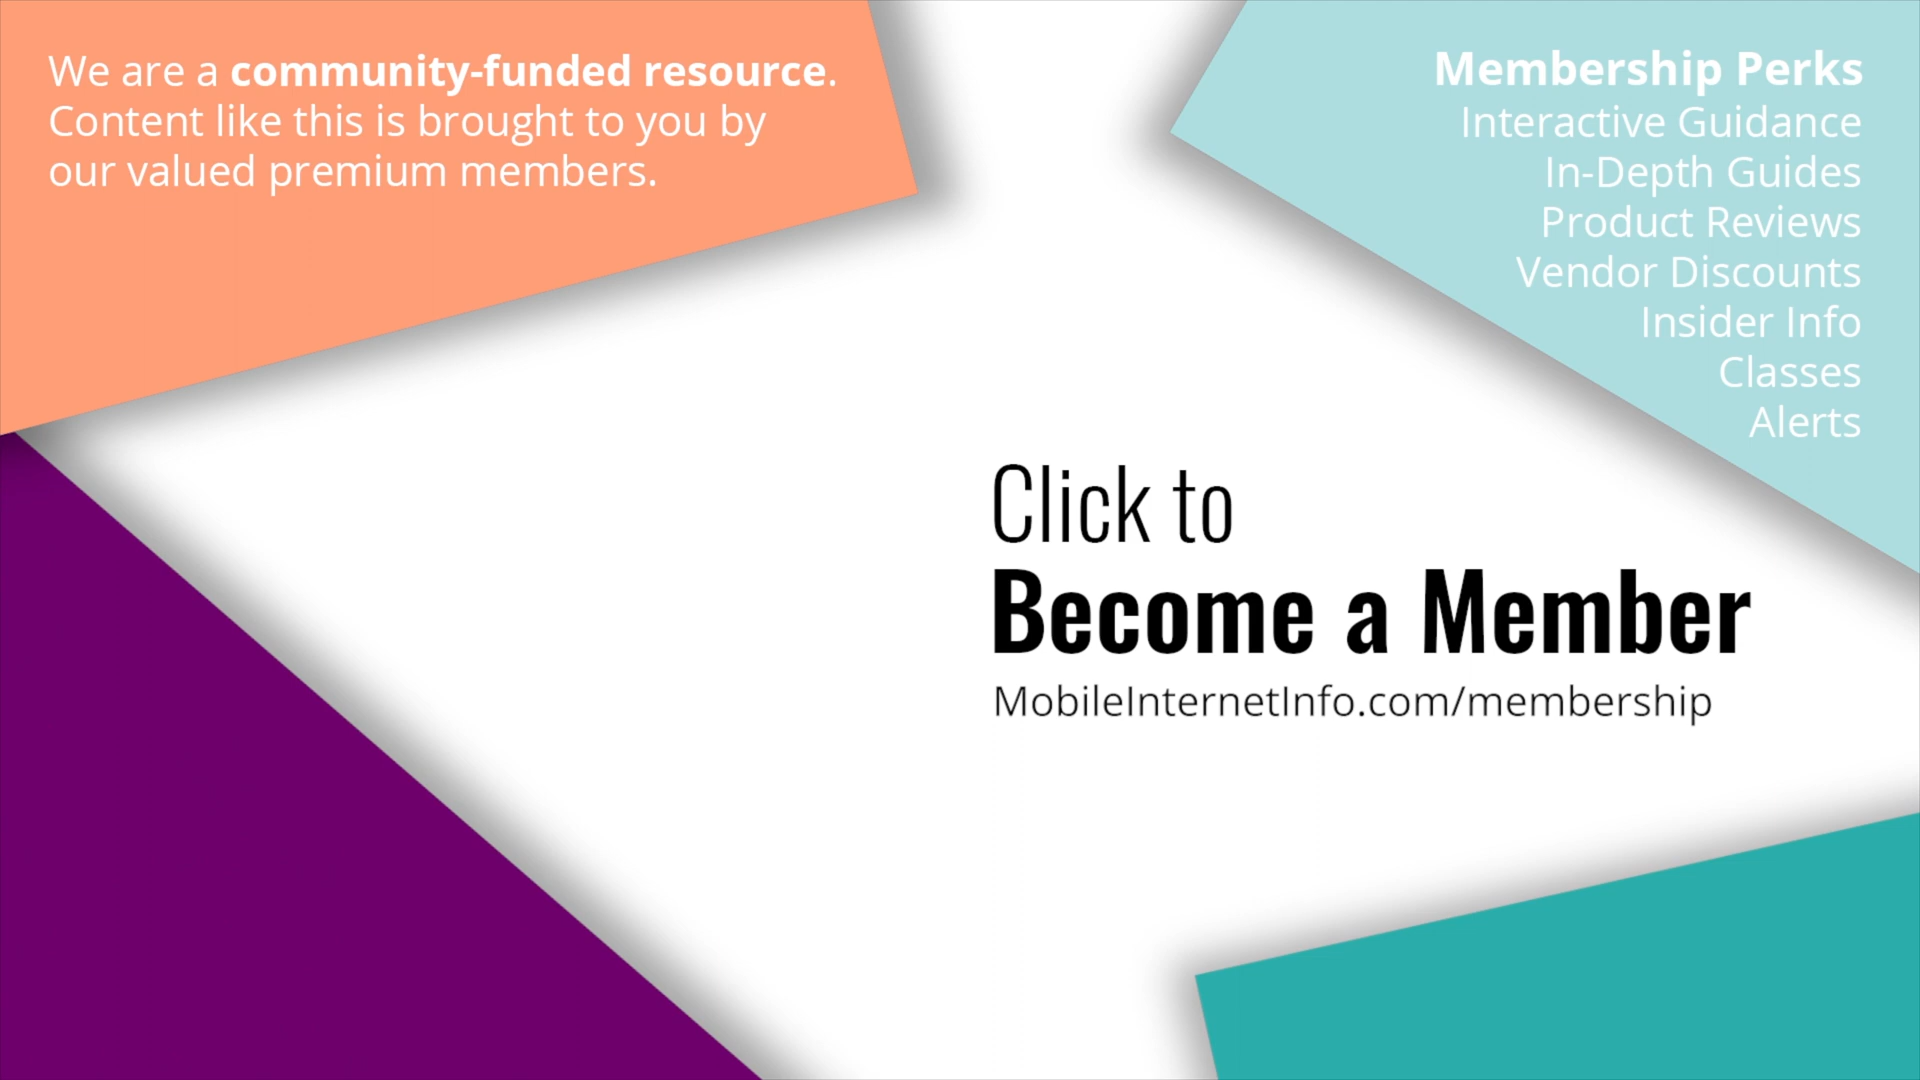 We are a community-funded resource.
Content like this is brought to you by
our valued premium members.
Membership Perks
Interactive Guidance
In-Depth Guides
Product Reviews
Vendor Discounts
Insider Info
Classes
Alerts
Click to
Become a Member
MobileInternetInfo.com/membership